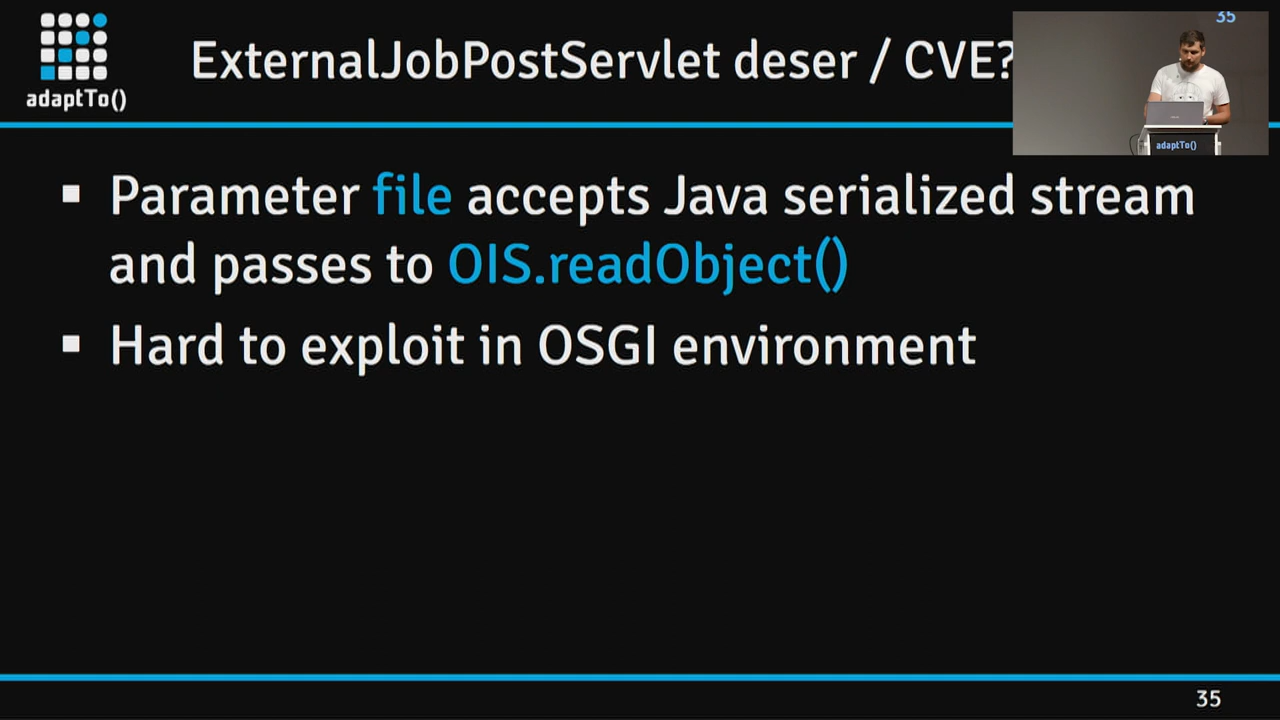 adaptTo()
ExternalJobPostServlet deser / CVE?
35
adaptTo()
▪ Parameter file accepts Java serialized stream
and passes to OIS.readObject()
▪ Hard to exploit in OSGI environment
35